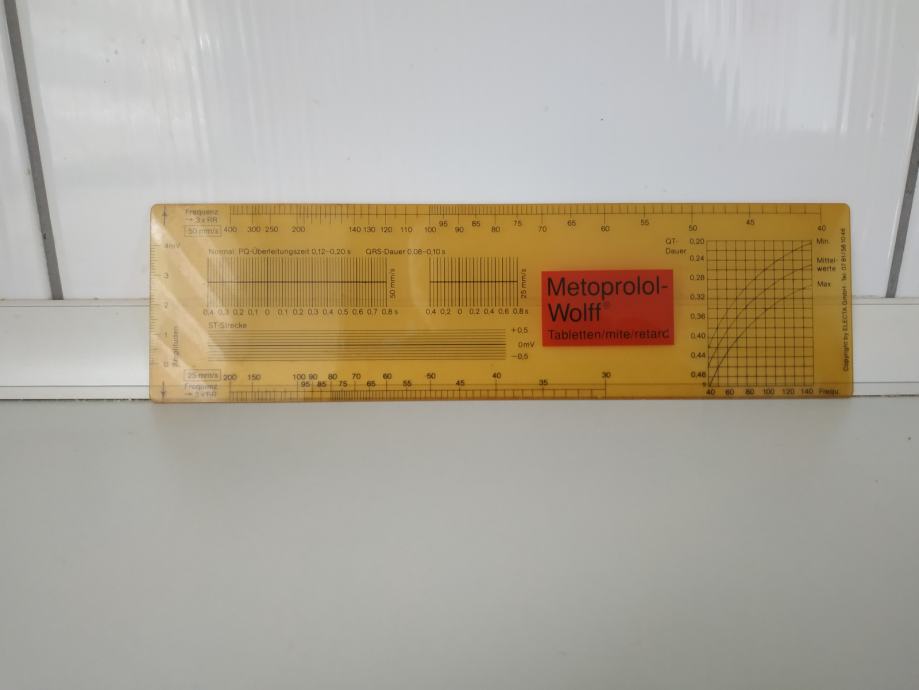 Frequenz
→ 3 x RR
50 mm/s 400 300 250 200 140 130 120 110 100 95 90 85 80 75 70 65 60 55 50 45 40
Normal: PQ-Überleitungszeit 0,12–0,20 s QRS-Dauer 0,08–0,10 s
50 mm/s
25 mm/s
0,4 0,3 0,2 0,1 0 0,1 0,2 0,3 0,4 0,5 0,6 0,7 0,8 s
0,4 0,2 0 0,2 0,4 0,6 0,8 s
ST-Strecke
+0,5
0mV
–0,5
4mV
3
2
1
0
Amplituden
Metoprolol-
Wolff®
Tabletten/mite/retard
QT-
Dauer
0,20
0,24
0,28
0,32
0,36
0,40
0,44
0,48
s
40 60 80 100 120 140 Frequ.
Min.
Mittel-
werte
Max
Copyright by ELECTA GmbH
25 mm/s 200 150 100 90 80 70 60 50 40 30
95 85 75 65 55 45 35
Frequenz
→ 3 x RR